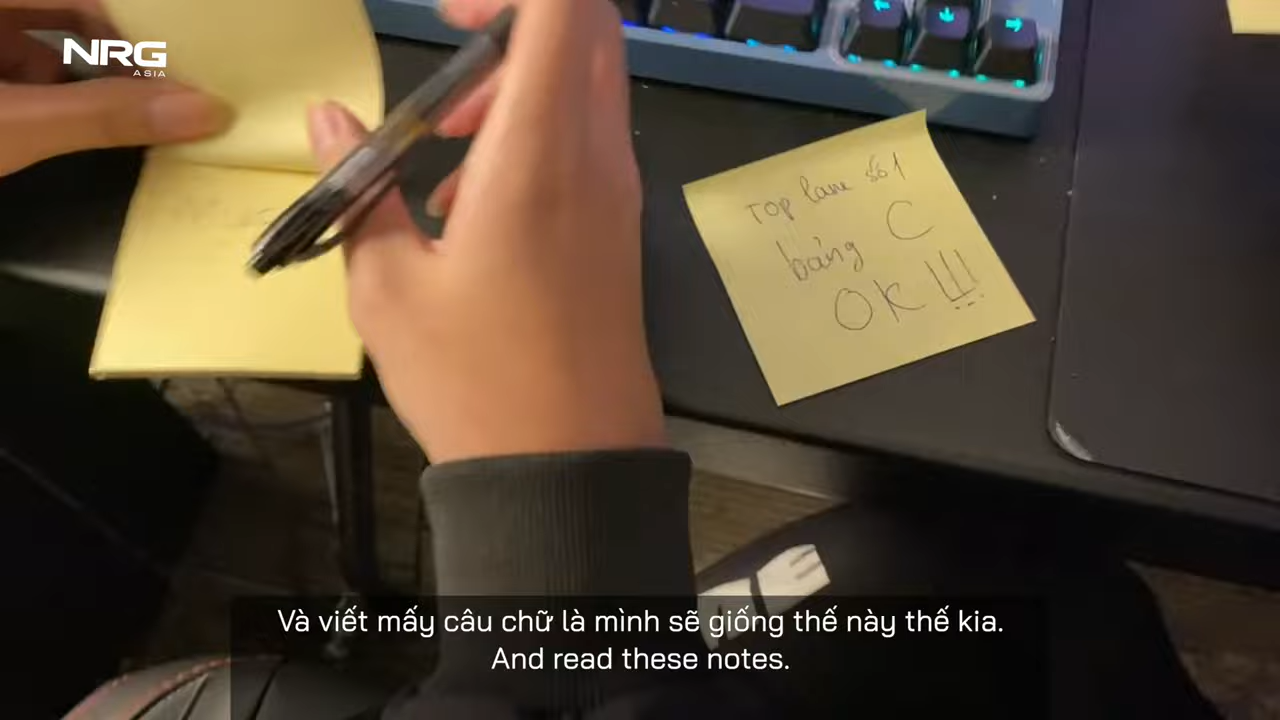 NRG
ASIA
TOP lane số 1
bảng C
OK !!!
Và viết mấy câu chữ là mình sẽ giống thế này thế kia.
And read these notes.